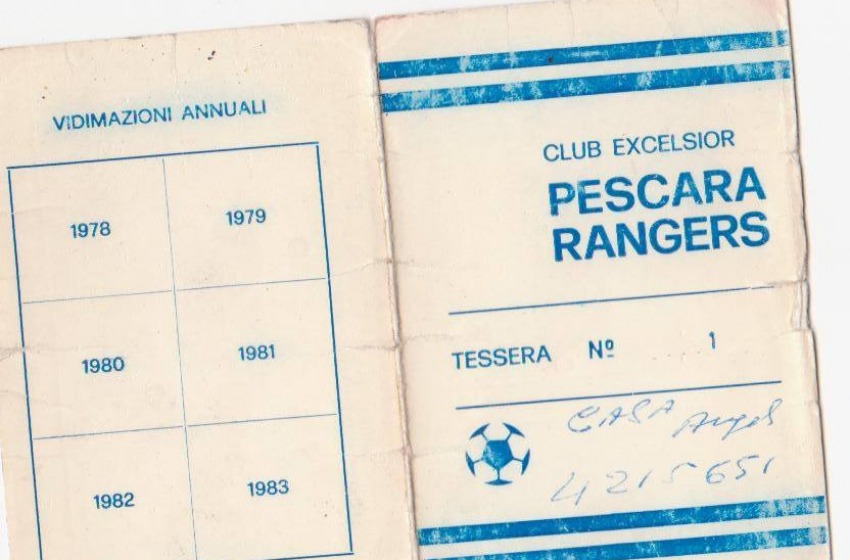 VIDIMAZIONI ANNUALI
1978 1979
1980 1981
1982 1983
CLUB EXCELSIOR
PESCARA
RANGERS
TESSERA Nº 1
CASA
4215651